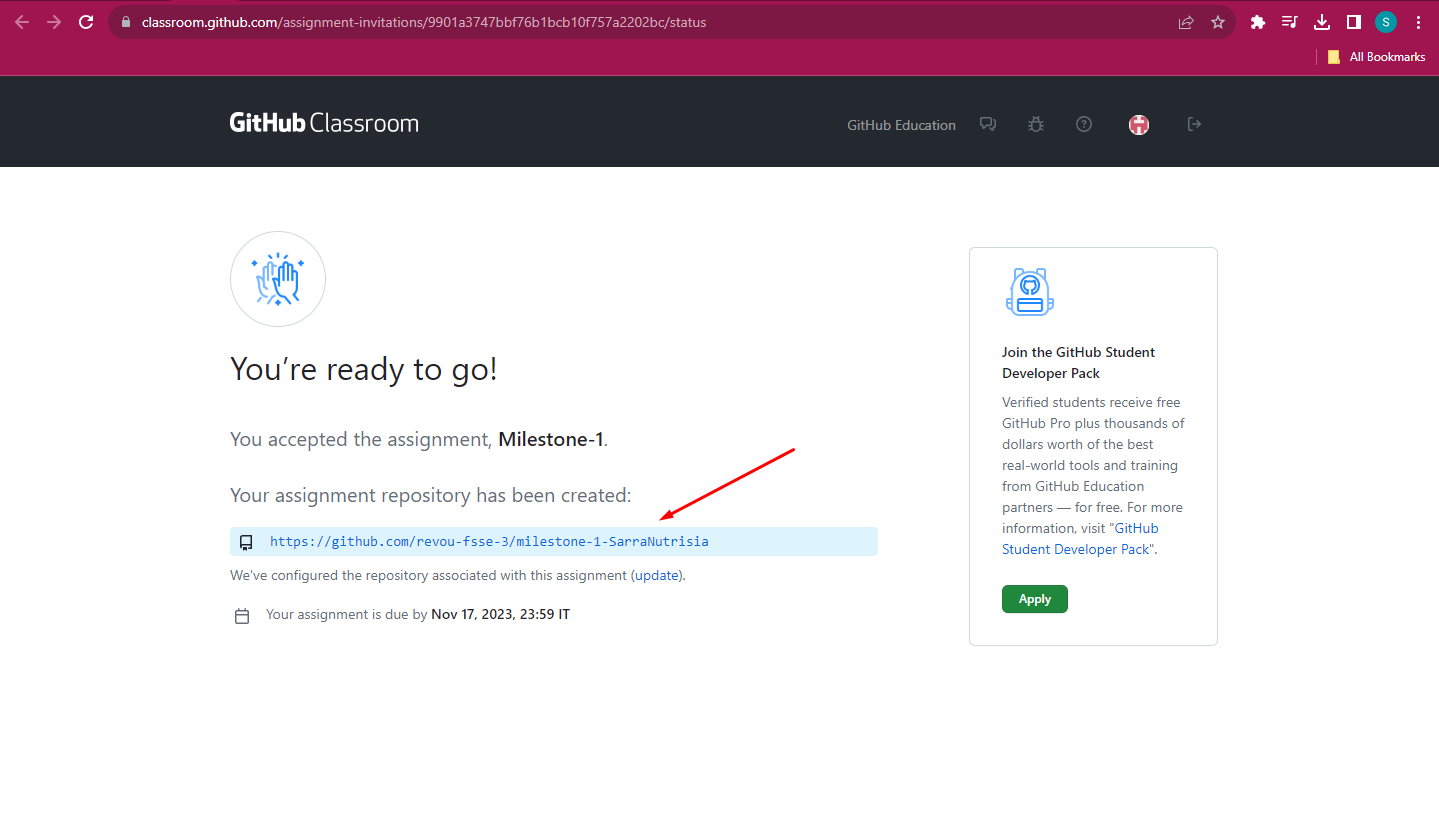 classroom.github.com/assignment-invitations/9901a3747bbf76b1bcb10f757a2202bc/status
S
All Bookmarks
GitHub Classroom
GitHub Education
You're ready to go!
You accepted the assignment, Milestone-1.
Your assignment repository has been created:
https://github.com/revou-fsse-3/milestone-1-SarraNutrisia
We've configured the repository associated with this assignment (update).
Your assignment is due by Nov 17, 2023, 23:59 IT
Join the GitHub Student
Developer Pack
Verified students receive free
GitHub Pro plus thousands of
dollars worth of the best
real-world tools and training
from GitHub Education
partners — for free. For more
information, visit "GitHub
Student Developer Pack".
Apply